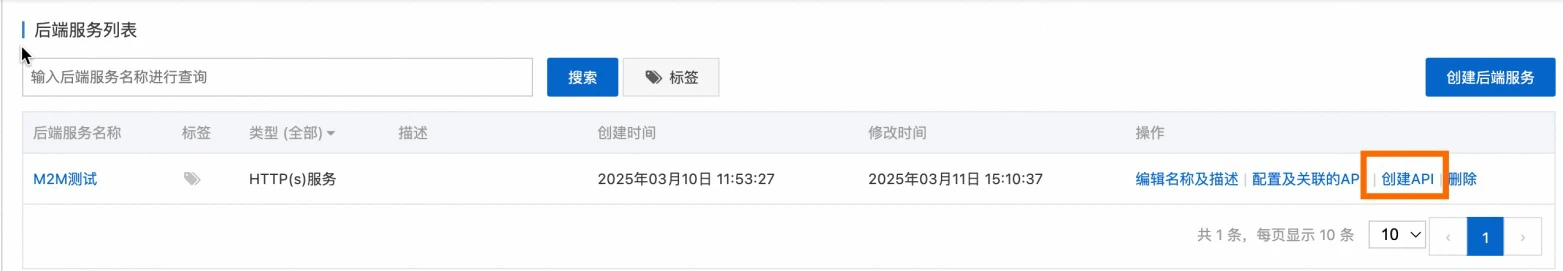 后端服务列表
输入后端服务名称进行查询 搜索 标签 创建后端服务
后端服务名称 标签 类型 (全部) 描述 创建时间 修改时间 操作
M2M测试 HTTP(s)服务 2025年03月10日 11:53:27 2025年03月11日 15:10:37 编辑名称及描述 | 配置及关联的AP | 创建API | 删除
共 1 条，每页显示 10 条 10 ‹ 1 ›